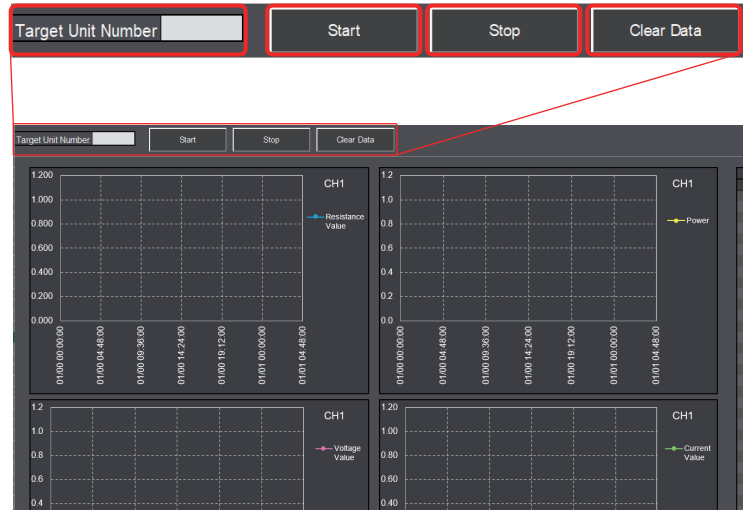 Target Unit Number
Start
Stop
Clear Data
Target Unit Number
Start
Stop
Clear Data
1.200
1.000
0.800
0.600
0.400
0.200
0.000
01/00 00:00:00
01/00 04:48:00
01/00 09:36:00
01/00 14:24:00
01/00 19:12:00
01/01 00:00:00
01/01 04:48:00
CH1
Resistance
Value
1.2
1.0
0.8
0.6
0.4
0.2
0.0
01/00 00:00:00
01/00 04:48:00
01/00 09:36:00
01/00 14:24:00
01/00 19:12:00
01/01 00:00:00
01/01 04:48:00
CH1
Power
1.2
1.0
0.8
0.6
0.4
CH1
Voltage
Value
1.20
1.00
0.80
0.60
0.40
CH1
Current
Value